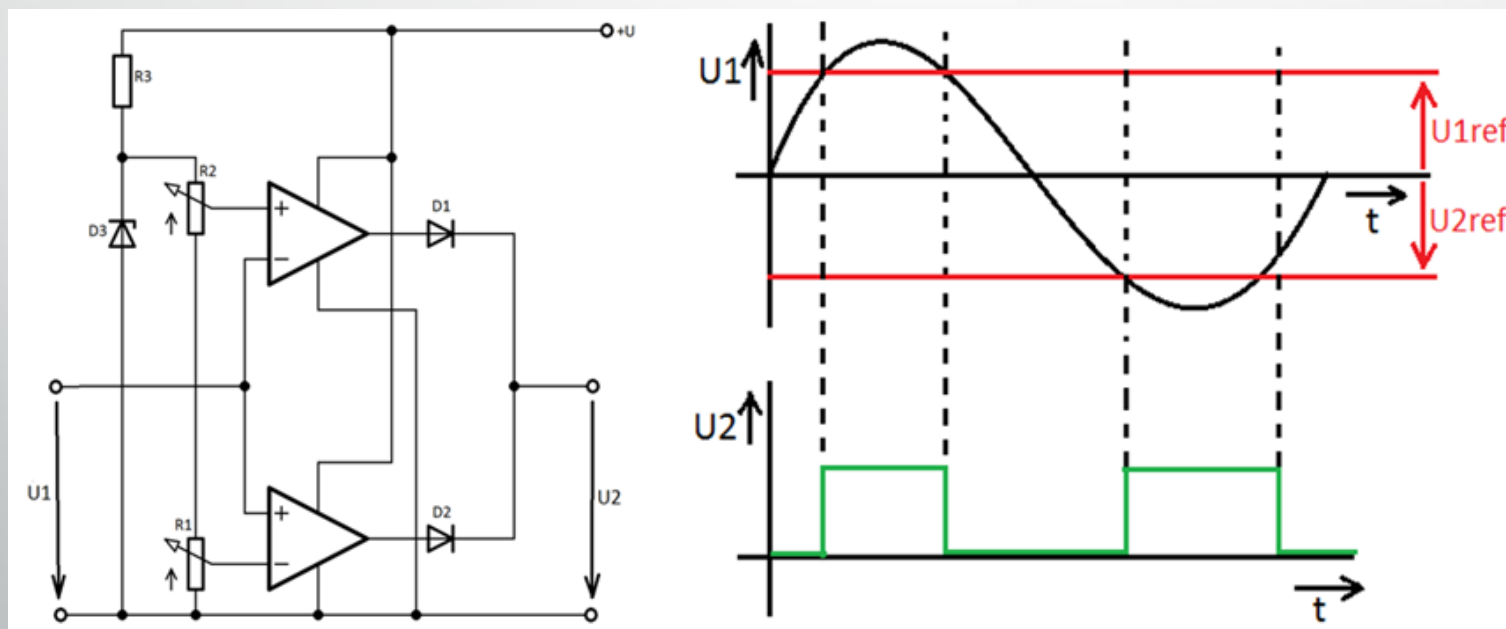 +U
R3
R2
D3
+
−
D1
U1
U2
R1
+
−
D2
U1
U1ref
t
U2ref
U2
t